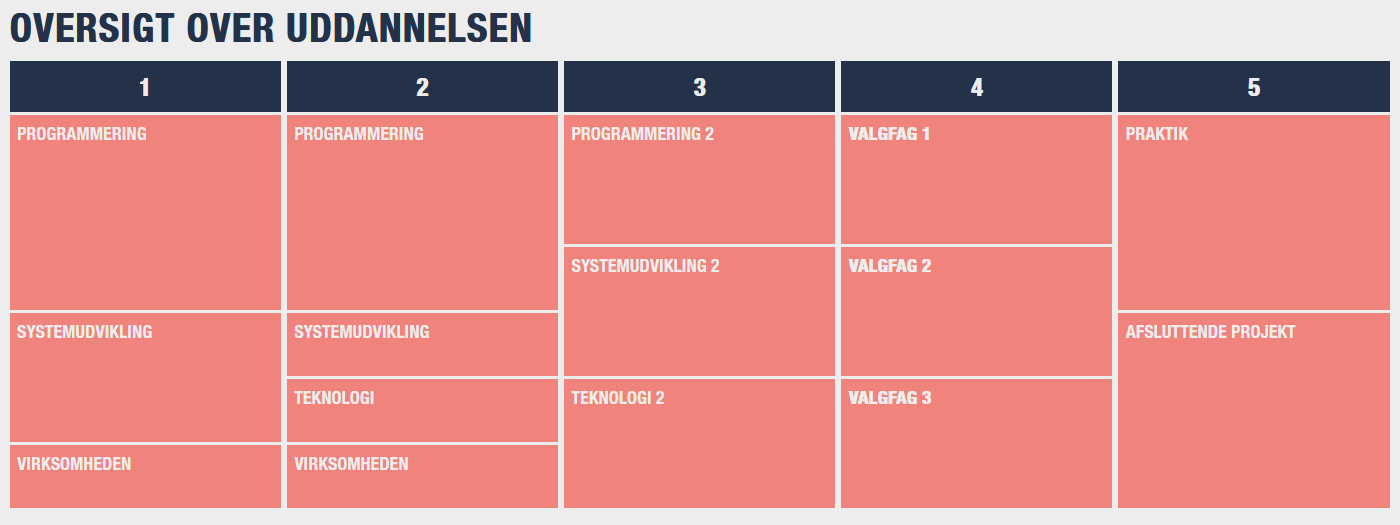 OVERSIGT OVER UDDANNELSEN
1
PROGRAMMERING
SYSTEMUDVIKLING
VIRKSOMHEDEN
2
PROGRAMMERING
SYSTEMUDVIKLING
TEKNOLOGI
VIRKSOMHEDEN
3
PROGRAMMERING 2
SYSTEMUDVIKLING 2
TEKNOLOGI 2
4
VALGFAG 1
VALGFAG 2
VALGFAG 3
5
PRAKTIK
AFSLUTTENDE PROJEKT